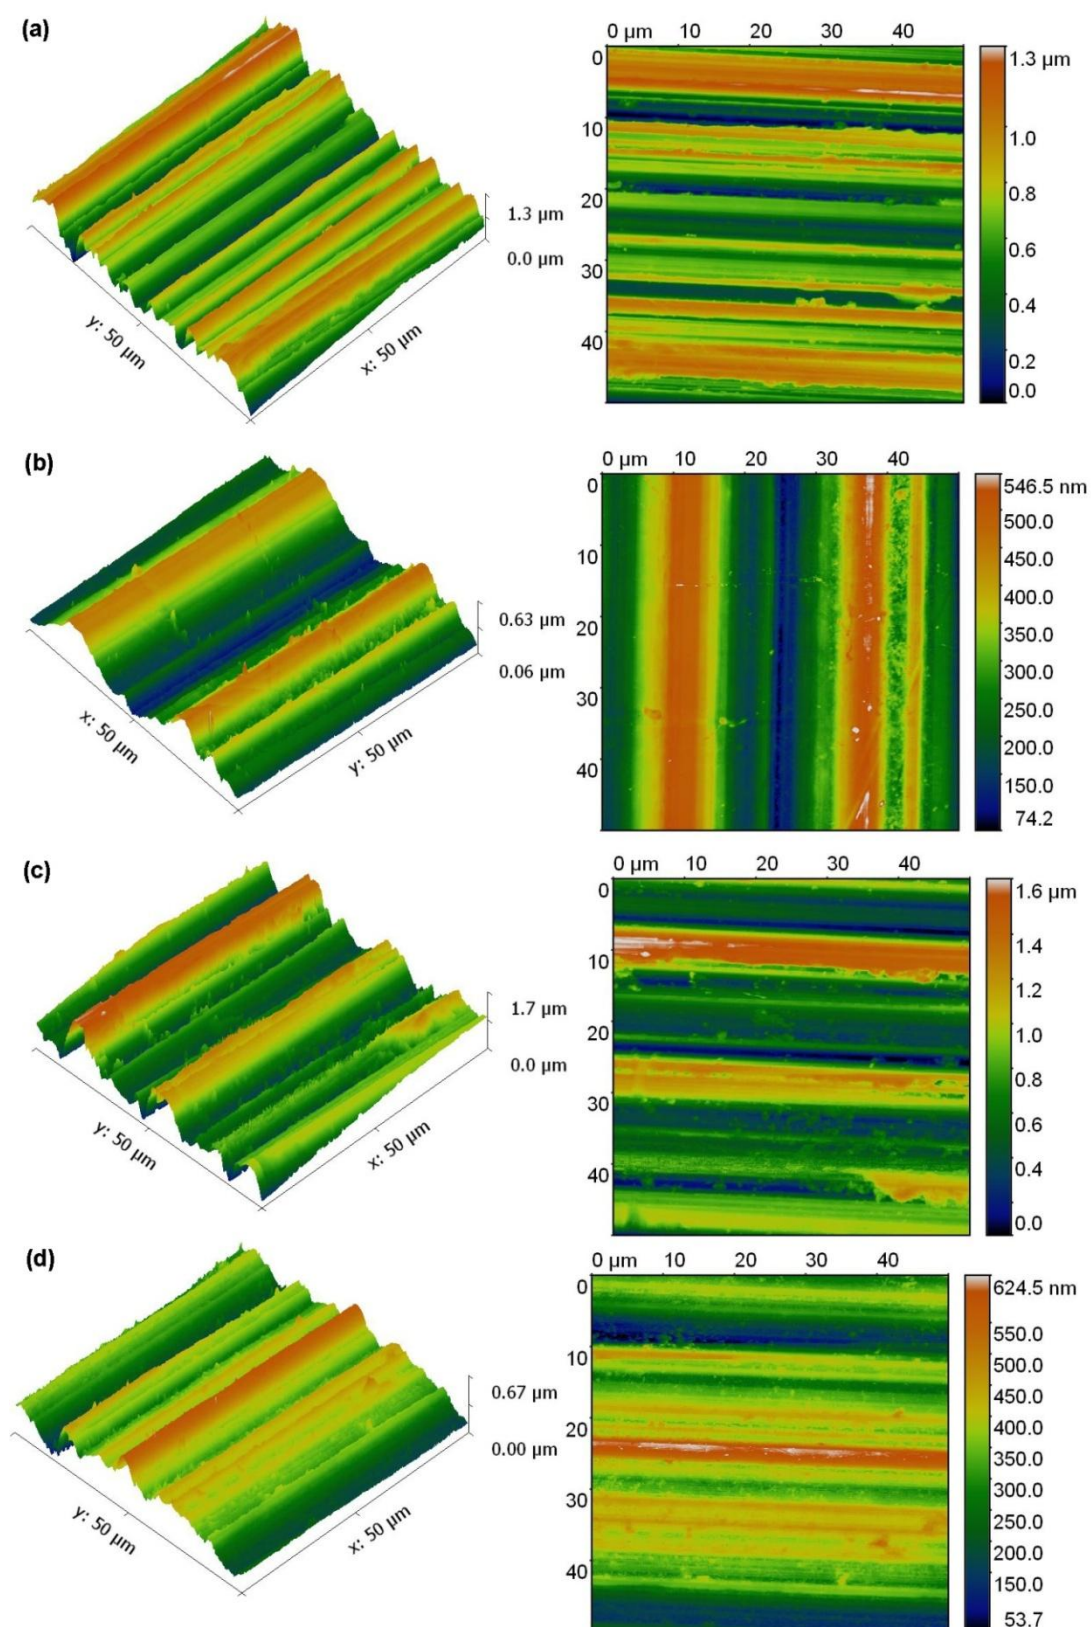 (a)
1.3 µm
0.0 µm
y: 50 µm
x: 50 µm
0 µm 10 20 30 40
0
10
20
30
40
1.3 µm
1.0
0.8
0.6
0.4
0.2
0.0
(b)
0.63 µm
0.06 µm
x: 50 µm
y: 50 µm
0 µm 10 20 30 40
0
10
20
30
40
546.5 nm
500.0
450.0
400.0
350.0
300.0
250.0
200.0
150.0
74.2
(c)
1.7 µm
0.0 µm
y: 50 µm
x: 50 µm
0 µm 10 20 30 40
0
10
20
30
40
1.6 µm
1.4
1.2
1.0
0.8
0.6
0.4
0.0
(d)
0.67 µm
0.00 µm
y: 50 µm
x: 50 µm
0 µm 10 20 30 40
0
10
20
30
40
624.5 nm
550.0
500.0
450.0
400.0
350.0
300.0
250.0
200.0
150.0
53.7